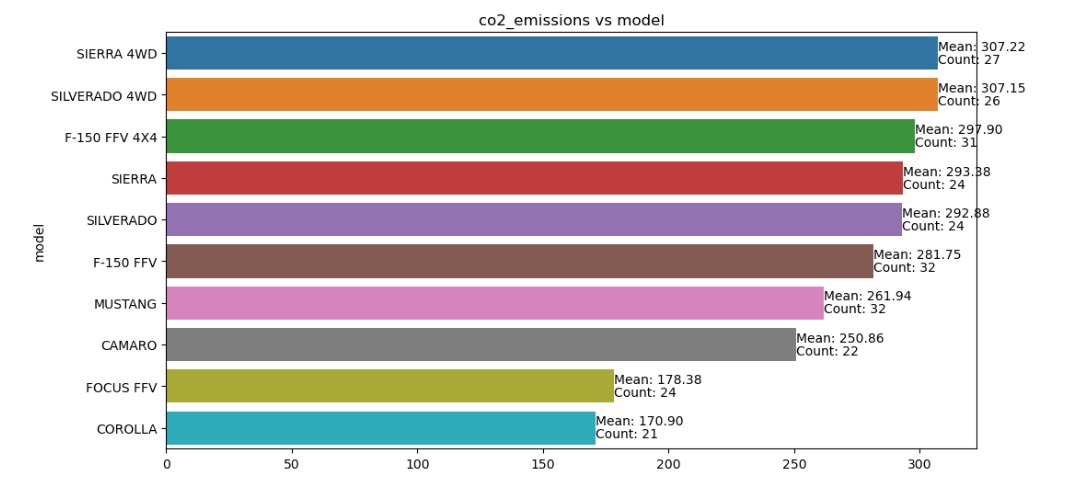 co2_emissions vs model
model
SIERRA 4WD
Mean: 307.22
Count: 27
SILVERADO 4WD
Mean: 307.15
Count: 26
F-150 FFV 4X4
Mean: 297.90
Count: 31
SIERRA
Mean: 293.38
Count: 24
SILVERADO
Mean: 292.88
Count: 24
F-150 FFV
Mean: 281.75
Count: 32
MUSTANG
Mean: 261.94
Count: 32
CAMARO
Mean: 250.86
Count: 22
FOCUS FFV
Mean: 178.38
Count: 24
COROLLA
Mean: 170.90
Count: 21
0 50 100 150 200 250 300